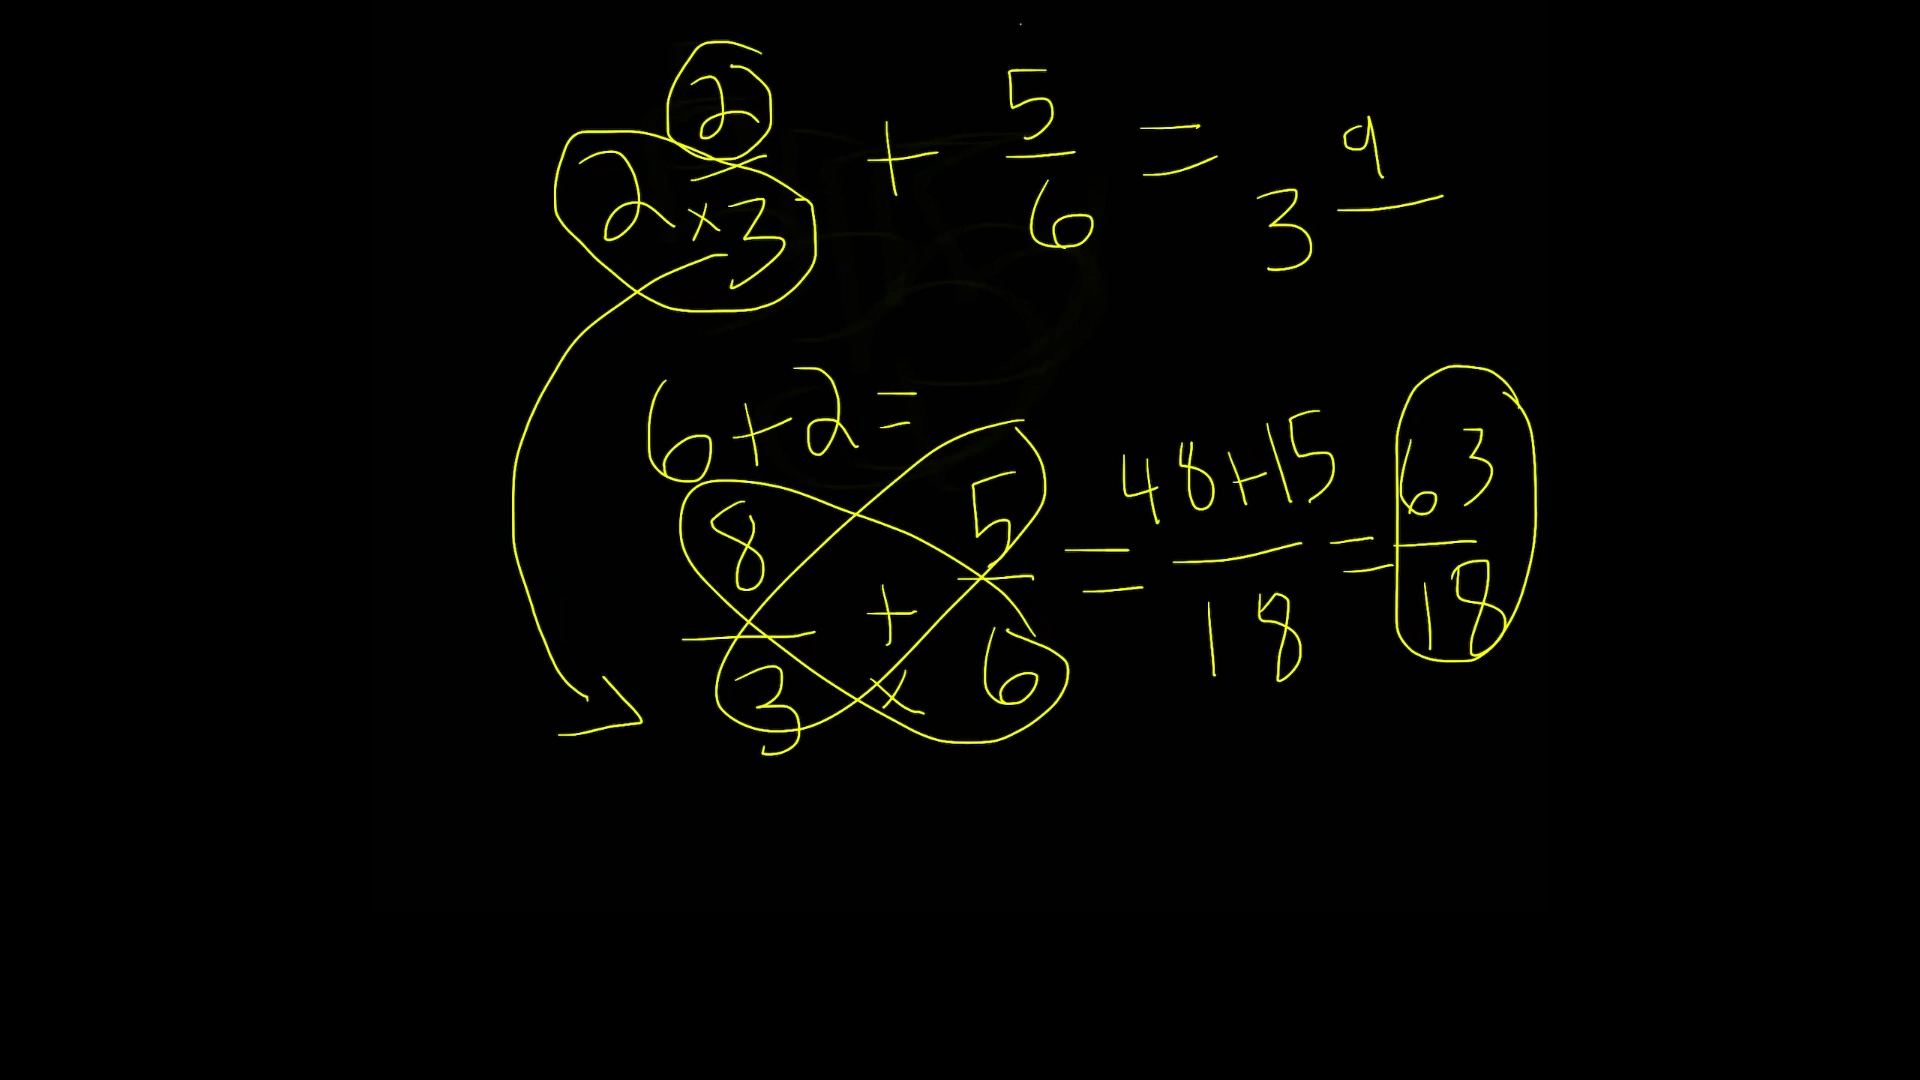 2 2/×3 + 5/6 = 3 9/
6+2=
8/3 + 5/6 = 48+15/18 = 63/18
×